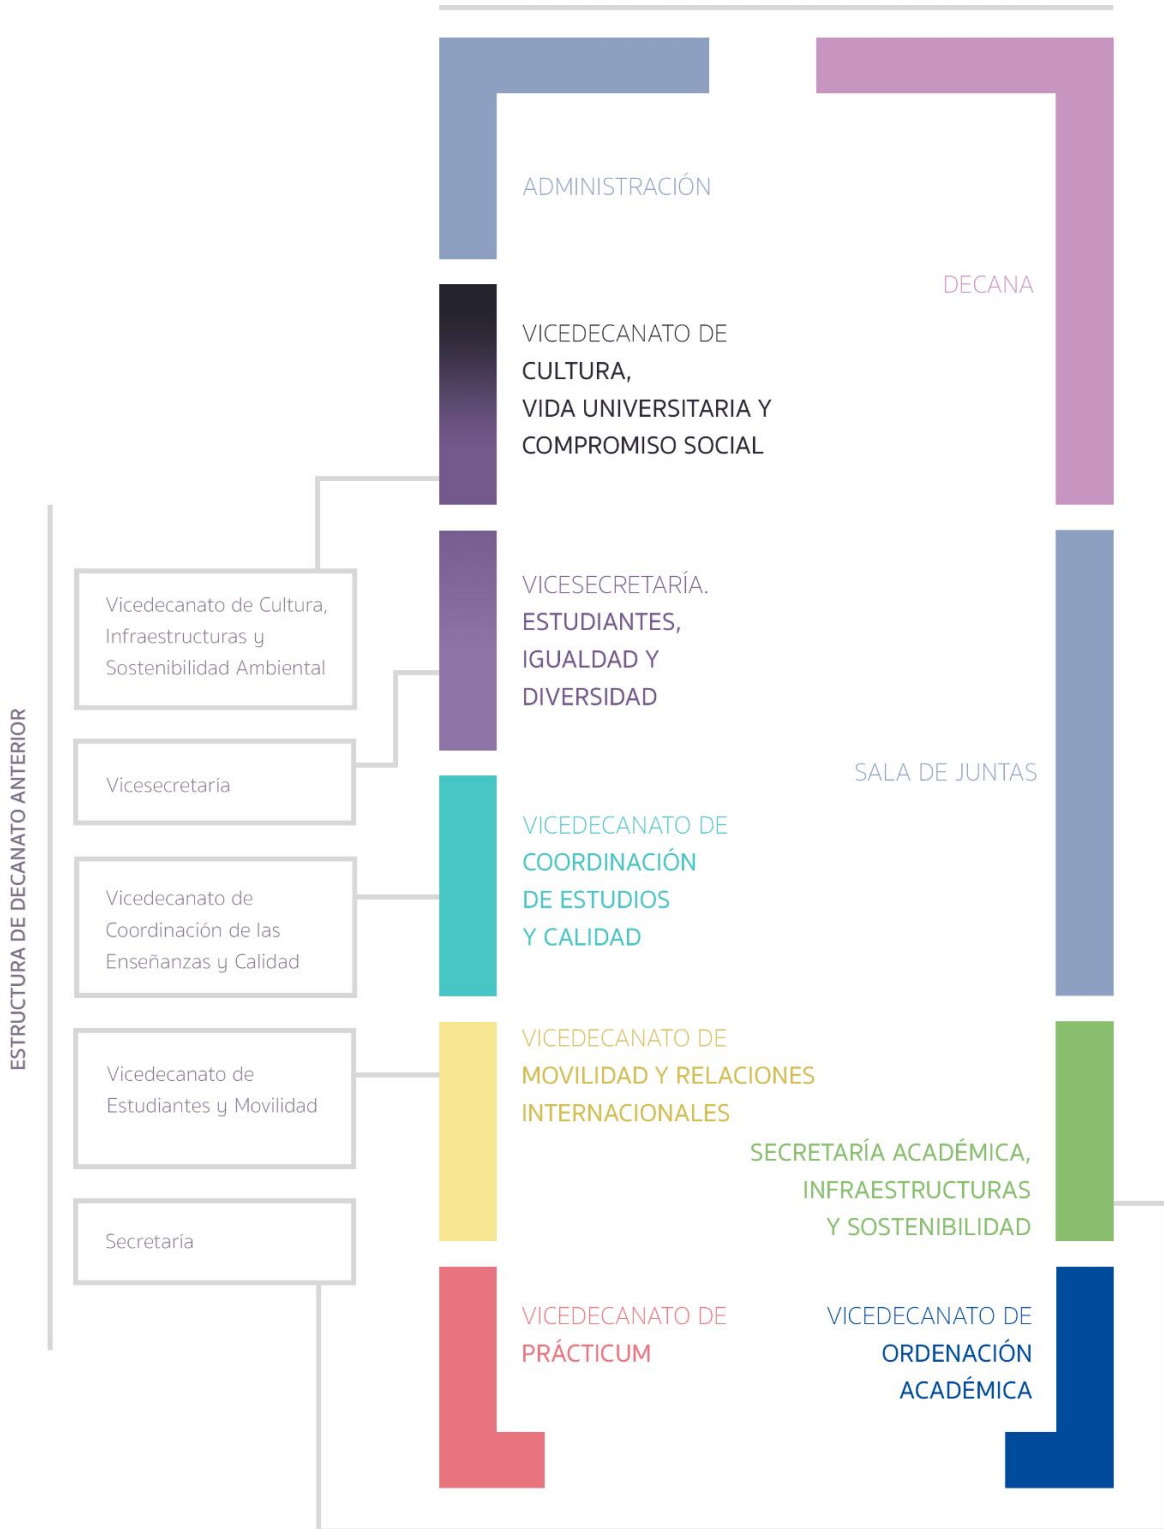 ADMINISTRACIÓN
DECANA
VICEDECANATO DE
CULTURA,
VIDA UNIVERSITARIA Y
COMPROMISO SOCIAL
VICESECRETARÍA.
ESTUDIANTES,
IGUALDAD Y
DIVERSIDAD
SALA DE JUNTAS
VICEDECANATO DE
COORDINACIÓN
DE ESTUDIOS
Y CALIDAD
VICEDECANATO DE
MOVILIDAD Y RELACIONES
INTERNACIONALES
SECRETARÍA ACADÉMICA,
INFRAESTRUCTURAS
Y SOSTENIBILIDAD
VICEDECANATO DE
PRÁCTICUM
VICEDECANATO DE
ORDENACIÓN
ACADÉMICA
ESTRUCTURA DE DECANATO ANTERIOR
Vicedecanato de Cultura,
Infraestructuras y
Sostenibilidad Ambiental
Vicesecretaría
Vicedecanato de
Coordinación de las
Enseñanzas y Calidad
Vicedecanato de
Estudiantes y Movilidad
Secretaría